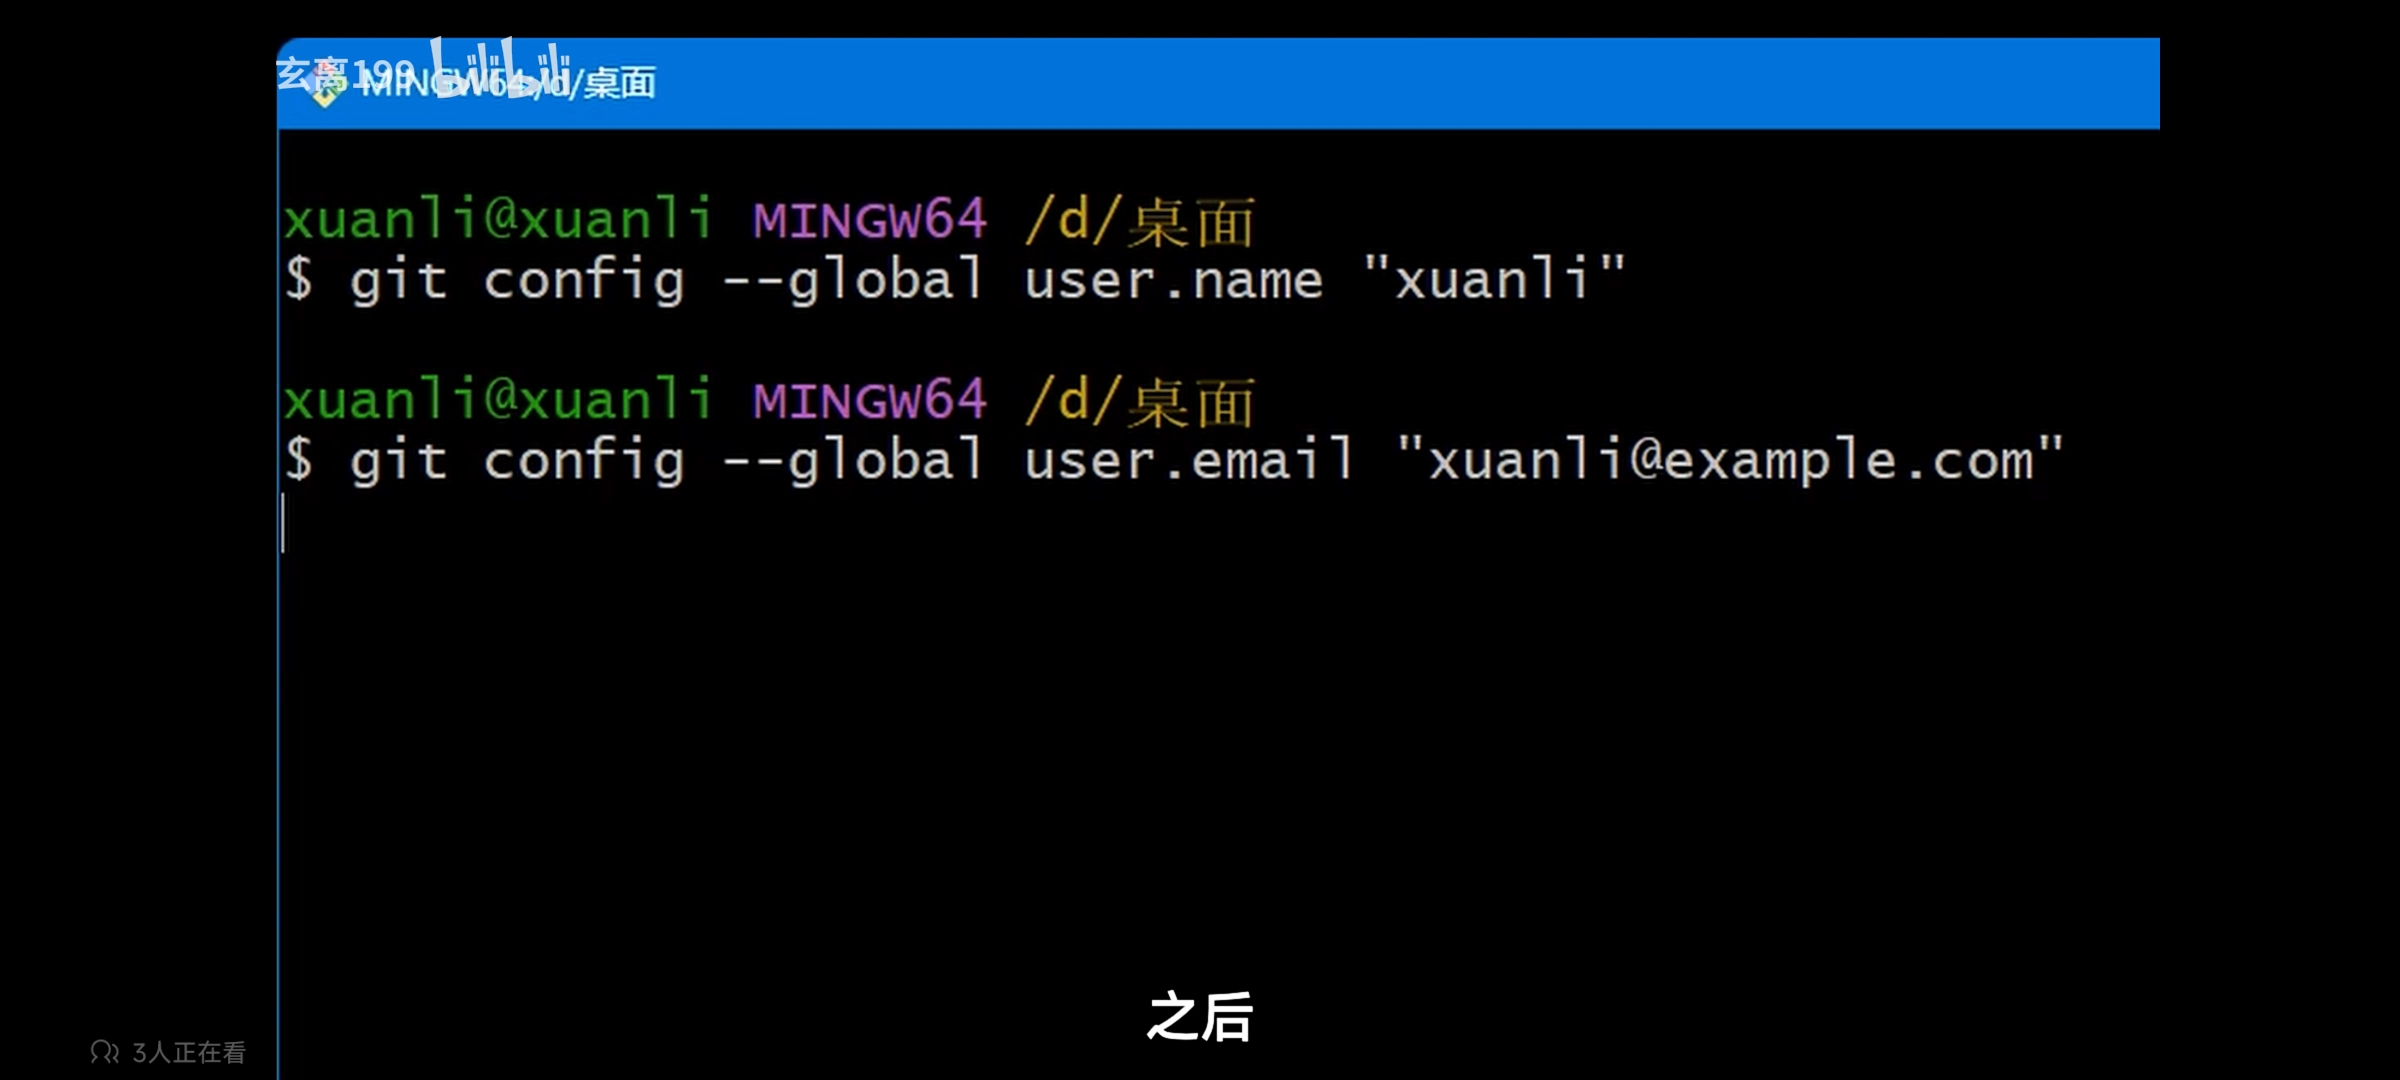 玄离199 bilibili
MINGW64:/d/桌面
xuanli@xuanli MINGW64 /d/桌面
$ git config --global user.name "xuanli"
xuanli@xuanli MINGW64 /d/桌面
$ git config --global user.email "xuanli@example.com"
之后
3人正在看